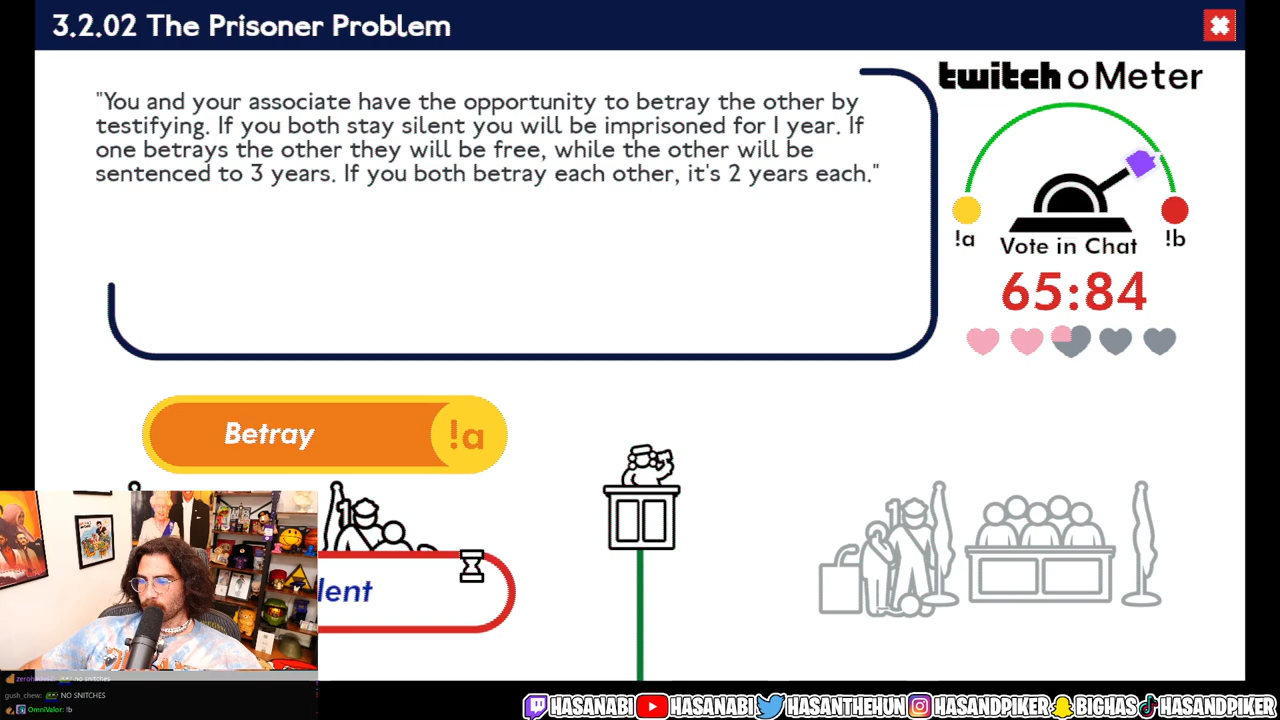 3.2.02 The Prisoner Problem
"You and your associate have the opportunity to betray the other by
testifying. If you both stay silent you will be imprisoned for 1 year. If
one betrays the other they will be free, while the other will be
sentenced to 3 years. If you both betray each other, it's 2 years each."
twitch o Meter
!a
Vote in Chat
!b
65:84
Betray
!a
lent
no snitches
gush_chew: NO SNITCHES
OmniValor: !b
HASANABI
HASANABI
HASANTHEHUN
HASANDPIKER
BIGHAS
HASANDPIKER